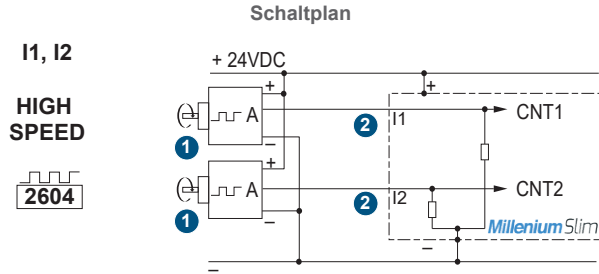 Schaltplan
I1, I2
HIGH
SPEED
2604
+ 24VDC
+
A
−
1
+
A
−
1
2
I1
2
I2
+
CNT1
CNT2
Millenium Slim
−
−